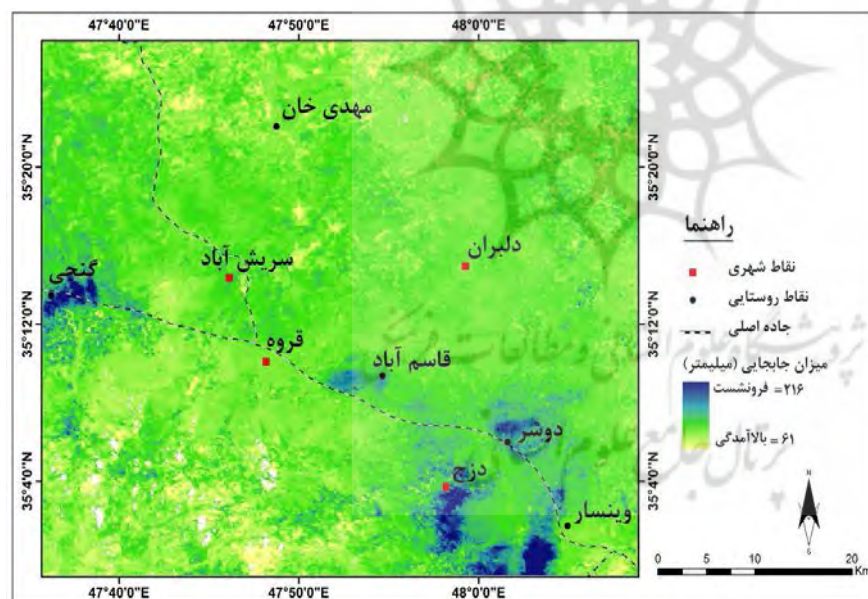 47°40'0"E
47°50'0"E
48°0'0"E
35°20'0"N
35°12'0"N
35°4'0"N
مهدی خان
دلبران
سریش آباد
گنجی
قروه
قاسم آباد
دوسر
دزج
وینسار
35°20'0"N
35°12'0"N
35°4'0"N
47°40'0"E
47°50'0"E
48°0'0"E
راهنما
نقاط شهری
نقاط روستایی
جاده اصلی
میزان جابجایی (میلیمتر)
۲۱۶= فرونشست
۶۱ = بالاآمدگی
N
S
0 5 10 20
Km